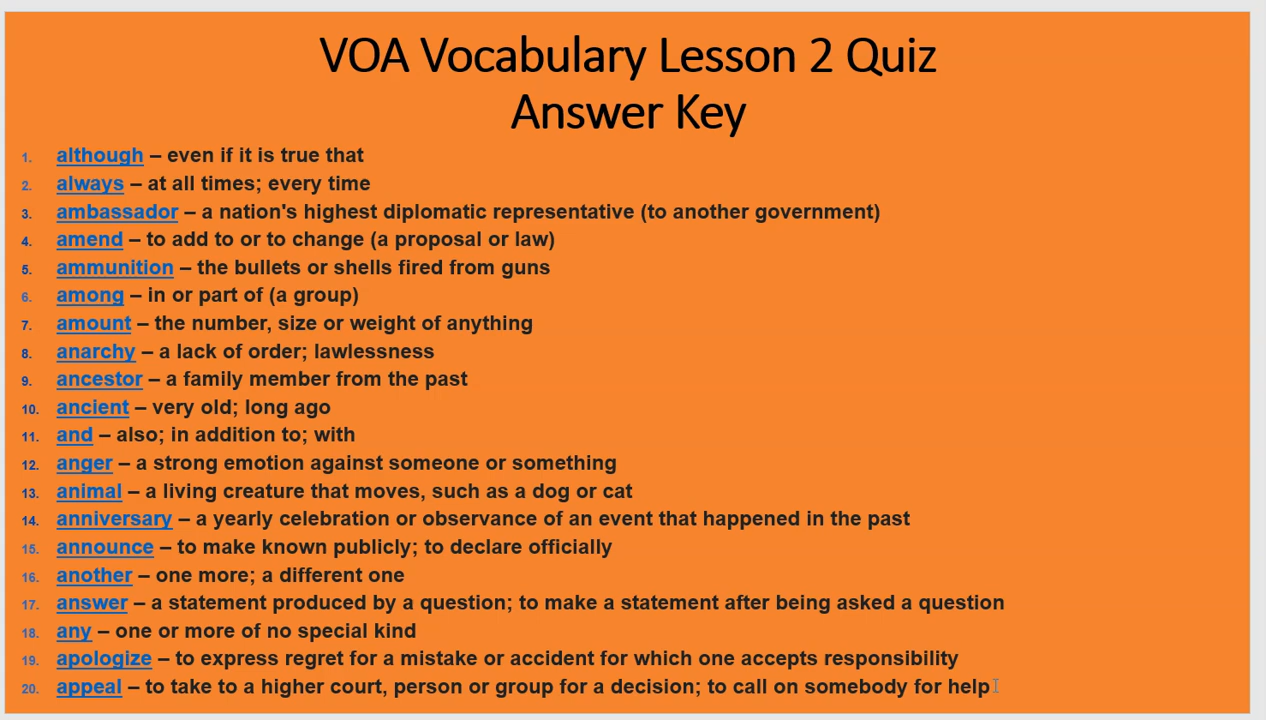 VOA Vocabulary Lesson 2 Quiz
Answer Key
1. although – even if it is true that
2. always – at all times; every time
3. ambassador – a nation's highest diplomatic representative (to another government)
4. amend – to add to or to change (a proposal or law)
5. ammunition – the bullets or shells fired from guns
6. among – in or part of (a group)
7. amount – the number, size or weight of anything
8. anarchy – a lack of order; lawlessness
9. ancestor – a family member from the past
10. ancient – very old; long ago
11. and – also; in addition to; with
12. anger – a strong emotion against someone or something
13. animal – a living creature that moves, such as a dog or cat
14. anniversary – a yearly celebration or observance of an event that happened in the past
15. announce – to make known publicly; to declare officially
16. another – one more; a different one
17. answer – a statement produced by a question; to make a statement after being asked a question
18. any – one or more of no special kind
19. apologize – to express regret for a mistake or accident for which one accepts responsibility
20. appeal – to take to a higher court, person or group for a decision; to call on somebody for help